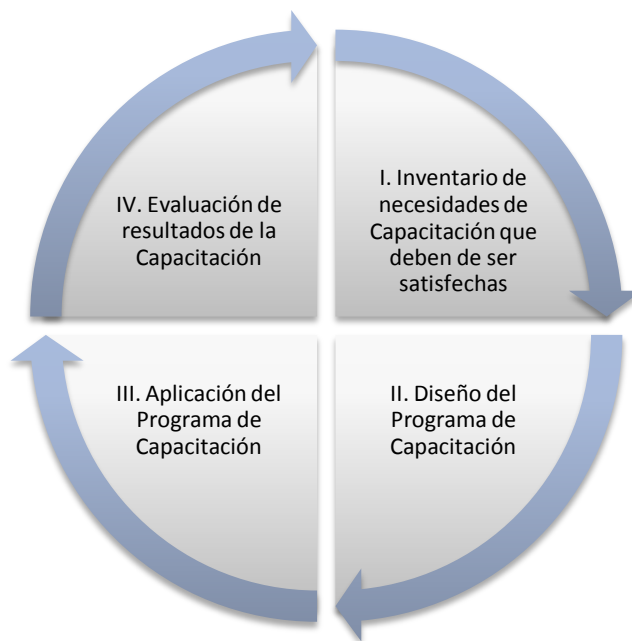 I. Inventario de
necesidades de
Capacitación que
deben de ser
satisfechas
II. Diseño del
Programa de
Capacitación
III. Aplicación del
Programa de
Capacitación
IV. Evaluación de
resultados de la
Capacitación